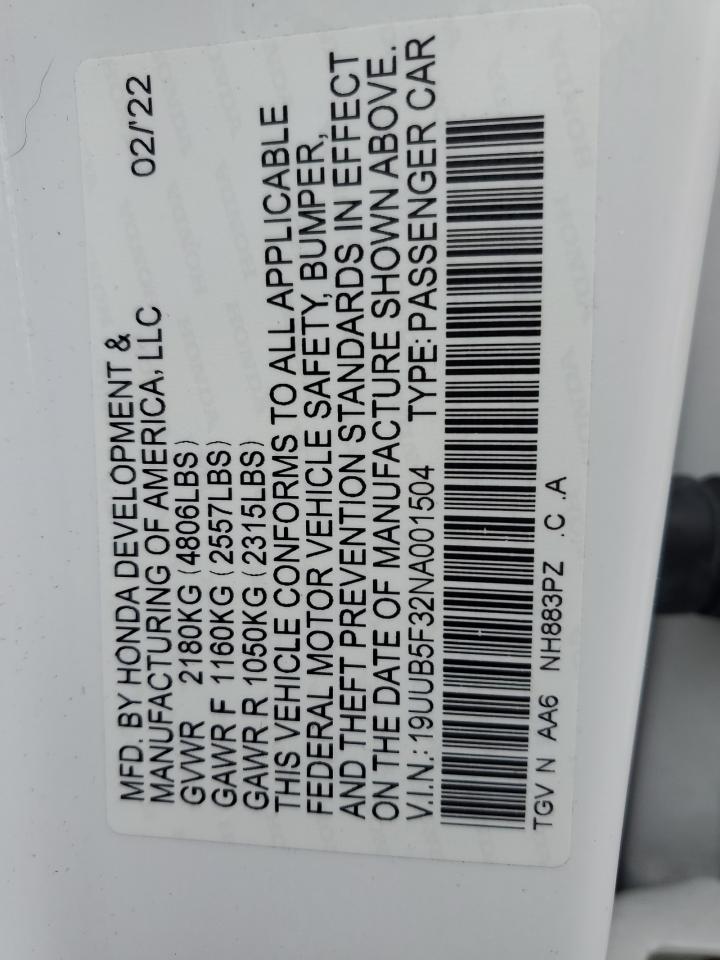 MFD. BY HONDA DEVELOPMENT & 02/'22
MANUFACTURING OF AMERICA, LLC
GVWR 2180KG (4806LBS)
GAWR F 1160KG (2557LBS)
GAWR R 1050KG (2315LBS)
THIS VEHICLE CONFORMS TO ALL APPLICABLE
FEDERAL MOTOR VEHICLE SAFETY, BUMPER,
AND THEFT PREVENTION STANDARDS IN EFFECT
ON THE DATE OF MANUFACTURE SHOWN ABOVE.
V.I.N.: 19UUB5F32NA001504 TYPE: PASSENGER CAR
TGV N AA6 NH883PZ .C .A